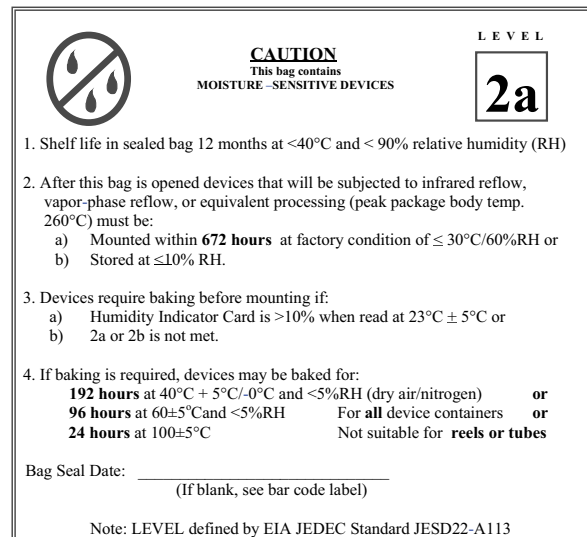 LEVEL
CAUTION
This bag contains
MOISTURE –SENSITIVE DEVICES
2a
1. Shelf life in sealed bag 12 months at <40°C and < 90% relative humidity (RH)
2. After this bag is opened devices that will be subjected to infrared reflow,
vapor-phase reflow, or equivalent processing (peak package body temp.
260°C) must be:
a) Mounted within 672 hours at factory condition of ≤ 30°C/60%RH or
b) Stored at ≤10% RH.
3. Devices require baking before mounting if:
a) Humidity Indicator Card is >10% when read at 23°C ± 5°C or
b) 2a or 2b is not met.
4. If baking is required, devices may be baked for:
192 hours at 40°C + 5°C/-0°C and <5%RH (dry air/nitrogen) or
96 hours at 60±5°Cand <5%RH For all device containers or
24 hours at 100±5°C Not suitable for reels or tubes
Bag Seal Date: ________________________________
(If blank, see bar code label)
Note: LEVEL defined by EIA JEDEC Standard JESD22-A113